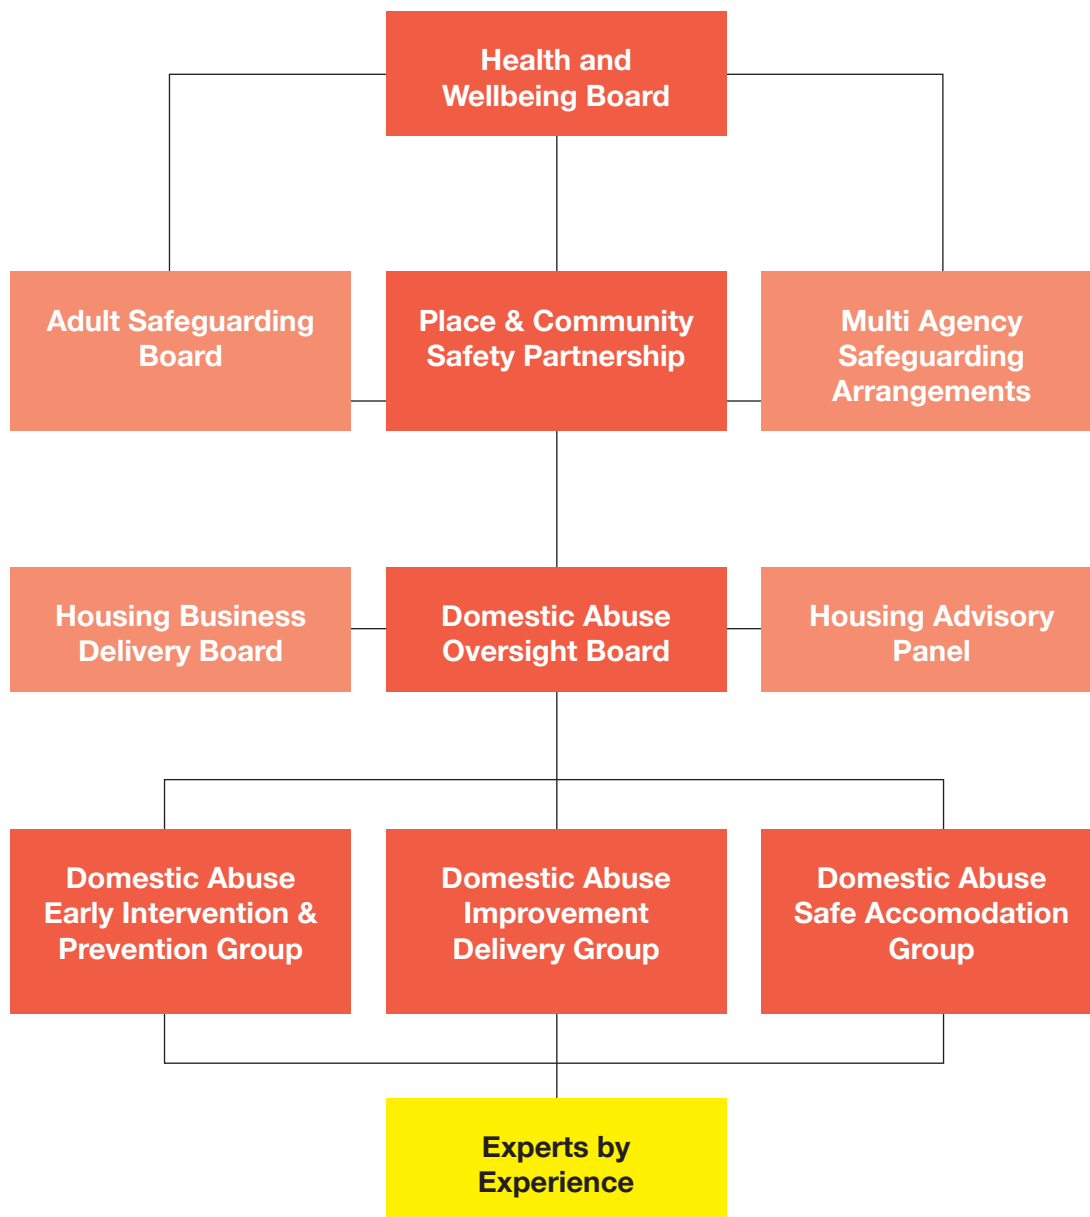 Health and
Wellbeing Board
Adult Safeguarding
Board
Place & Community
Safety Partnership
Multi Agency
Safeguarding
Arrangements
Housing Business
Delivery Board
Domestic Abuse
Oversight Board
Housing Advisory
Panel
Domestic Abuse
Early Intervention &
Prevention Group
Domestic Abuse
Improvement
Delivery Group
Domestic Abuse
Safe Accomodation
Group
Experts by
Experience